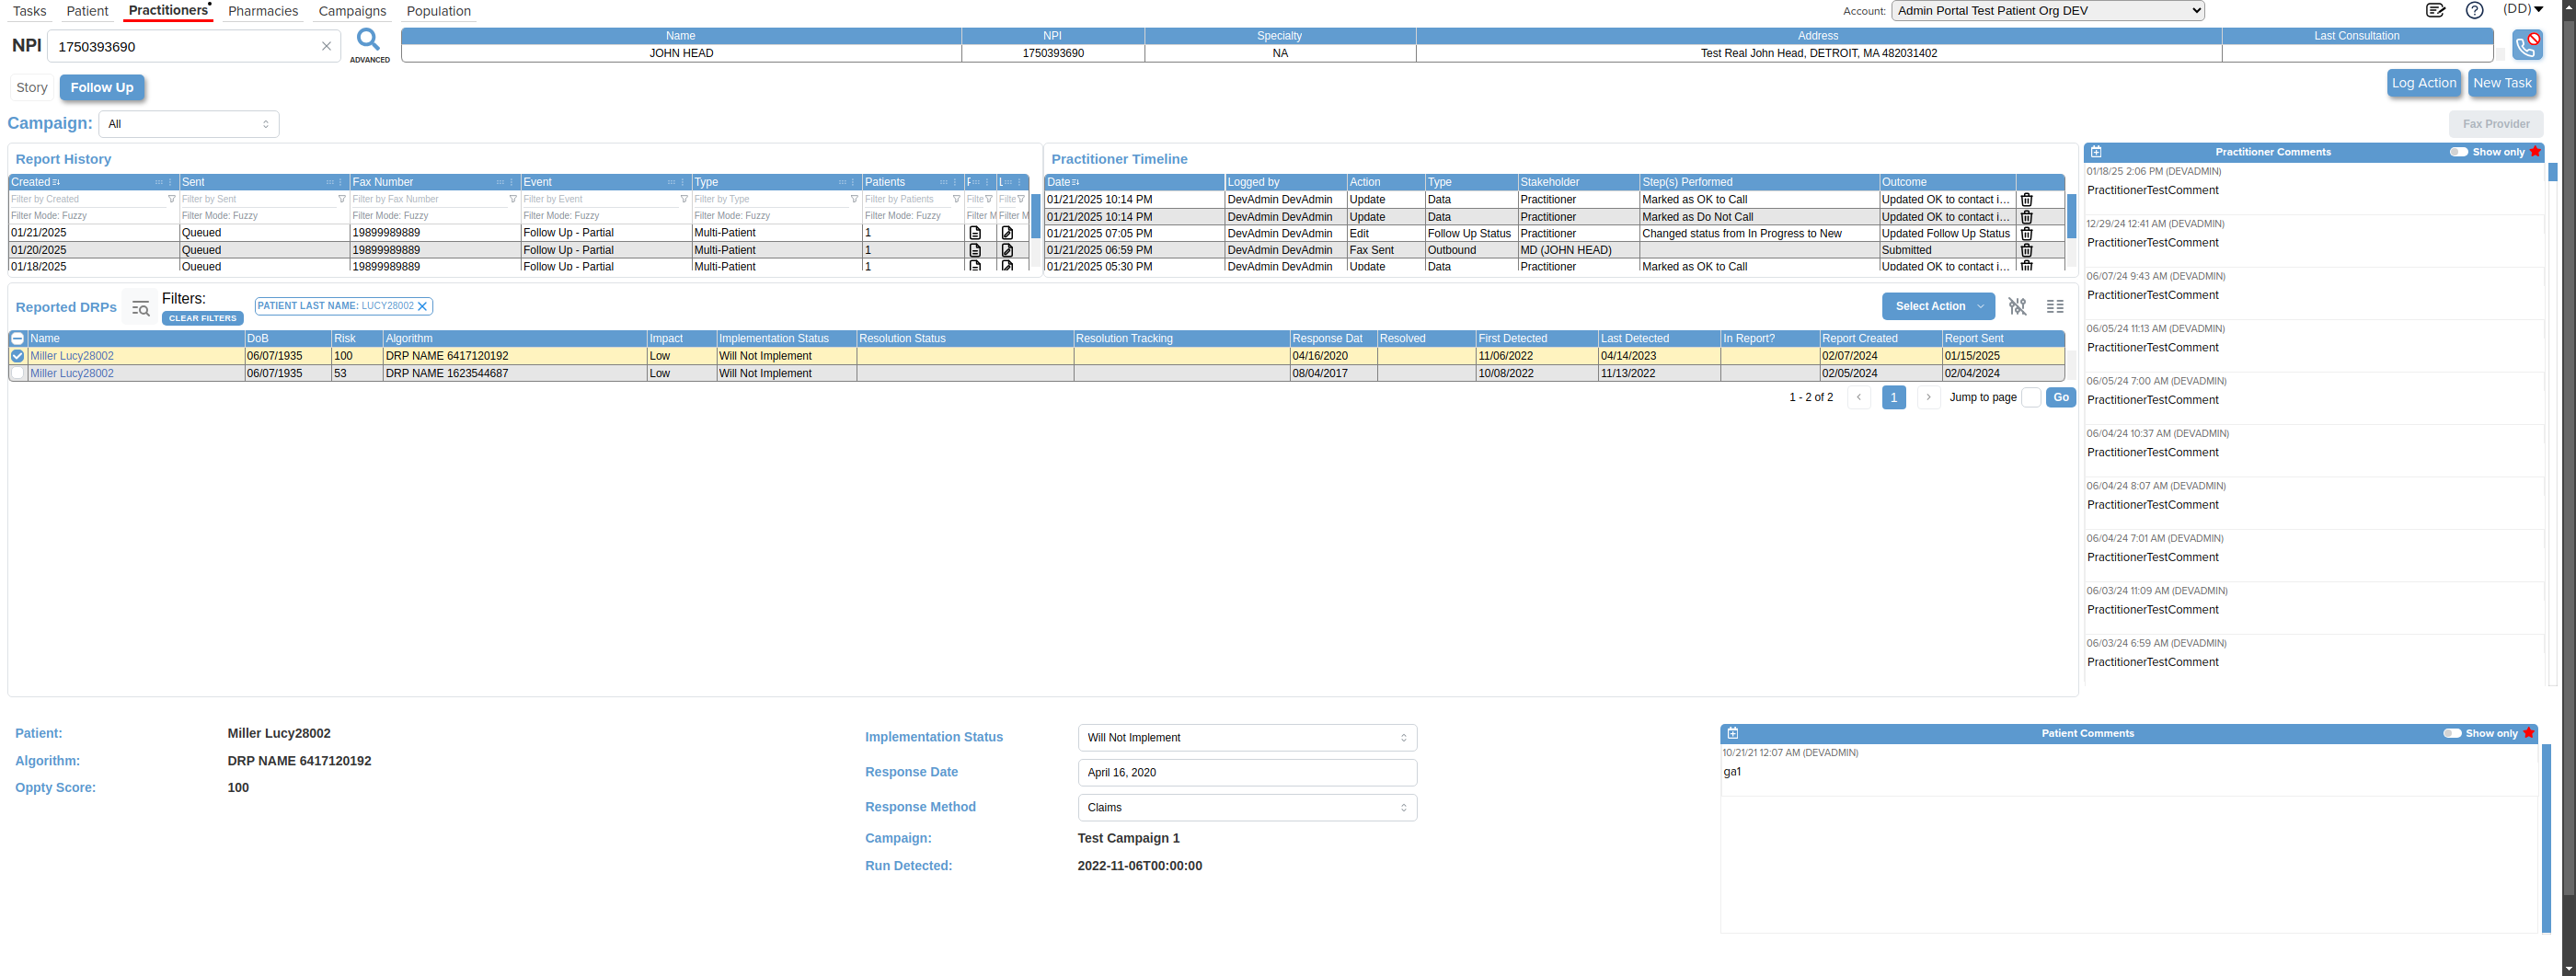 Tasks Patient Practitioners Pharmacies Campaigns Population Account: Admin Portal Test Patient Org DEV (DD)
NPI 1750393690 ADVANCED
Name NPI Specialty Address Last Consultation
JOHN HEAD 1750393690 NA Test Real John Head, DETROIT, MA 482031402
Story Follow Up Log Action New Task
Campaign: All Fax Provider
Report History
Created Sent Fax Number Event Type Patients
Filter by Created Filter by Sent Filter by Fax Number Filter by Event Filter by Type Filter by Patients Filte Filte
Filter Mode: Fuzzy Filter Mode: Fuzzy Filter Mode: Fuzzy Filter Mode: Fuzzy Filter Mode: Fuzzy Filter Mode: Fuzzy Filter M Filter M
01/21/2025 Queued 19899989889 Follow Up - Partial Multi-Patient 1
01/20/2025 Queued 19899989889 Follow Up - Partial Multi-Patient 1
01/18/2025 Queued 19899989889 Follow Up - Partial Multi-Patient 1
Practitioner Timeline
Date Logged by Action Type Stakeholder Step(s) Performed Outcome
01/21/2025 10:14 PM DevAdmin DevAdmin Update Data Practitioner Marked as OK to Call Updated OK to contact i...
01/21/2025 10:14 PM DevAdmin DevAdmin Update Data Practitioner Marked as Do Not Call Updated OK to contact i...
01/21/2025 07:05 PM DevAdmin DevAdmin Edit Follow Up Status Practitioner Changed status from In Progress to New Updated Follow Up Status
01/21/2025 06:59 PM DevAdmin DevAdmin Fax Sent Outbound MD (JOHN HEAD) Submitted
01/21/2025 05:30 PM DevAdmin DevAdmin Update Data Practitioner Marked as OK to Call Updated OK to contact i...
Practitioner Comments Show only
01/18/25 2:06 PM (DEVADMIN)
PractitionerTestComment
12/29/24 12:41 AM (DEVADMIN)
PractitionerTestComment
06/07/24 9:43 AM (DEVADMIN)
PractitionerTestComment
06/05/24 11:13 AM (DEVADMIN)
PractitionerTestComment
06/05/24 7:00 AM (DEVADMIN)
PractitionerTestComment
06/04/24 10:37 AM (DEVADMIN)
PractitionerTestComment
06/04/24 8:07 AM (DEVADMIN)
PractitionerTestComment
06/04/24 7:01 AM (DEVADMIN)
PractitionerTestComment
06/03/24 11:09 AM (DEVADMIN)
PractitionerTestComment
06/03/24 6:59 AM (DEVADMIN)
PractitionerTestComment
Reported DRPs Filters: CLEAR FILTERS PATIENT LAST NAME: LUCY28002 Select Action
Name DoB Risk Algorithm Impact Implementation Status Resolution Status Resolution Tracking Response Dat Resolved First Detected Last Detected In Report? Report Created Report Sent
Miller Lucy28002 06/07/1935 100 DRP NAME 6417120192 Low Will Not Implement 04/16/2020 11/06/2022 04/14/2023 02/07/2024 01/15/2025
Miller Lucy28002 06/07/1935 53 DRP NAME 1623544687 Low Will Not Implement 08/04/2017 10/08/2022 11/13/2022 02/05/2024 02/04/2024
1 - 2 of 2 1 Jump to page Go
Patient: Miller Lucy28002
Algorithm: DRP NAME 6417120192
Oppty Score: 100
Implementation Status Will Not Implement
Response Date April 16, 2020
Response Method Claims
Campaign: Test Campaign 1
Run Detected: 2022-11-06T00:00:00
Patient Comments Show only
10/21/21 12:07 AM (DEVADMIN)
ga1